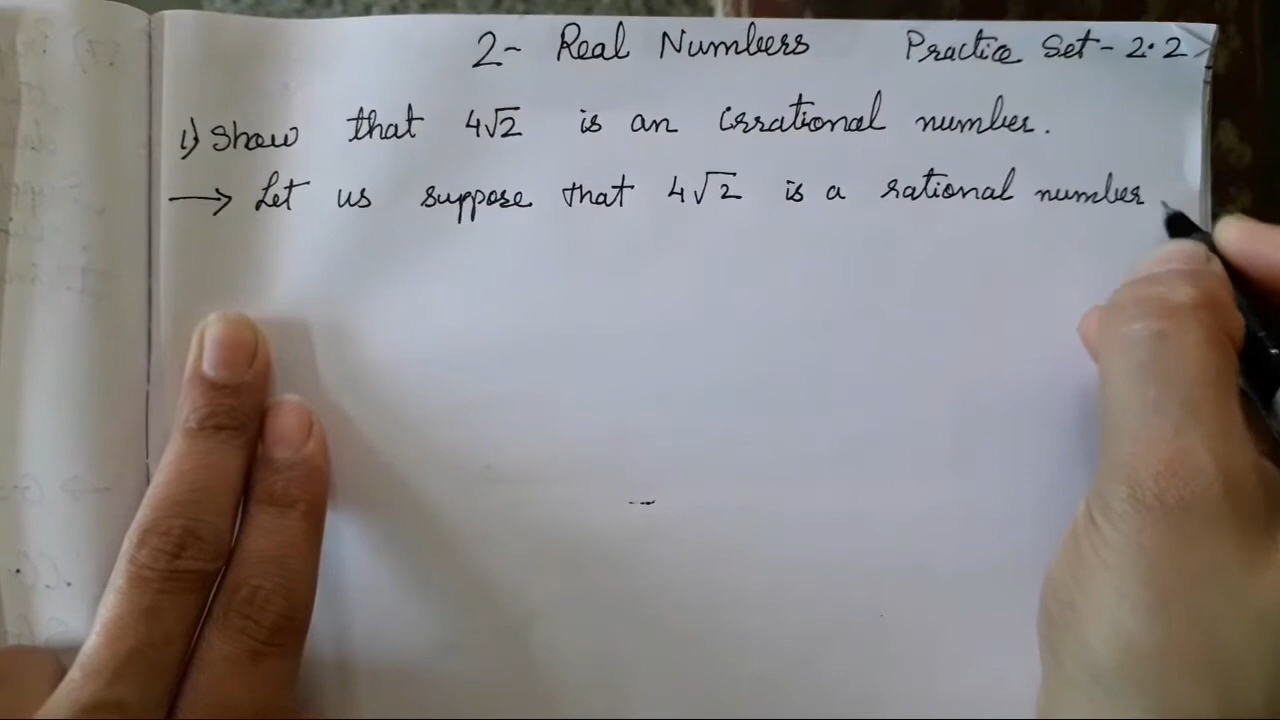 2- Real Numbers Practice Set - 2.2
1) Show that 4√2 is an irrational number.
→ Let us suppose that 4√2 is a rational number